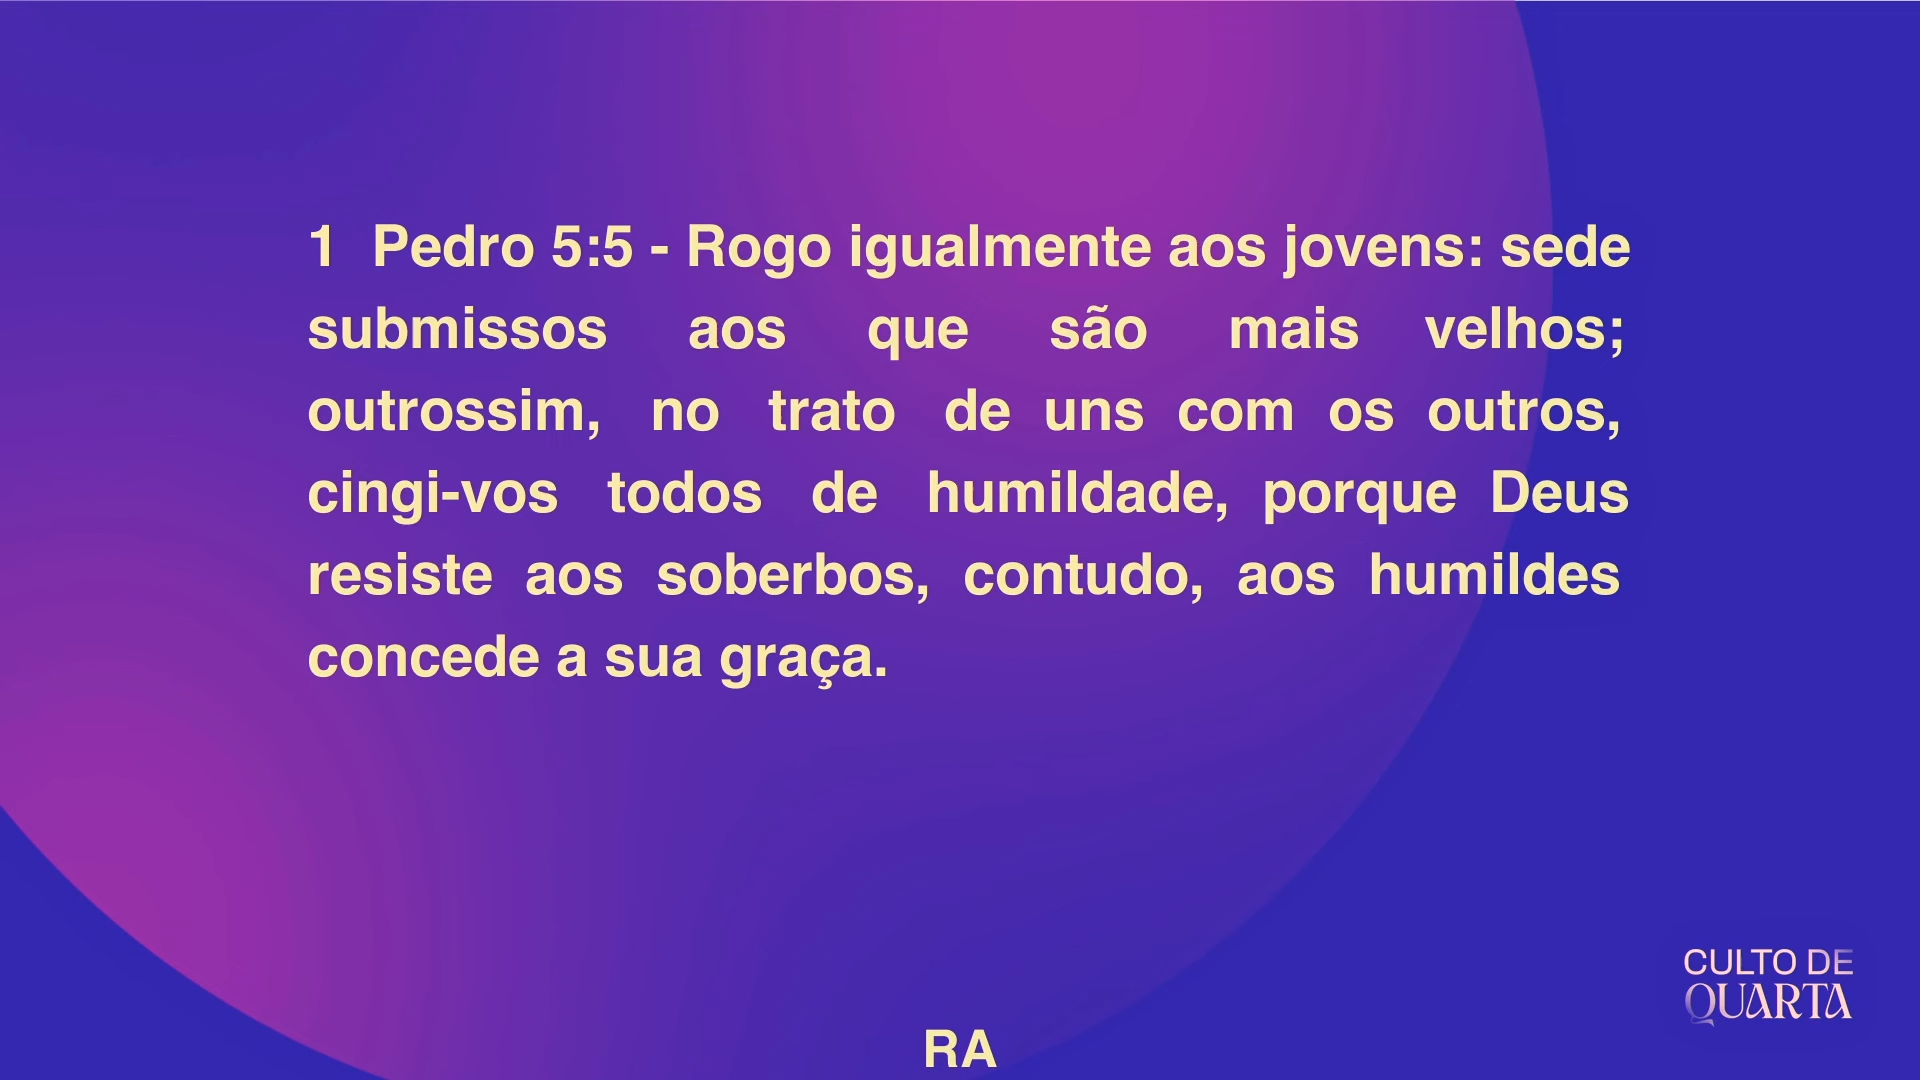 1 Pedro 5:5 - Rogo igualmente aos jovens: sede
submissos aos que são mais velhos;
outrossim, no trato de uns com os outros,
cingi-vos todos de humildade, porque Deus
resiste aos soberbos, contudo, aos humildes
concede a sua graça.
CULTO DE
QUARTA
RA